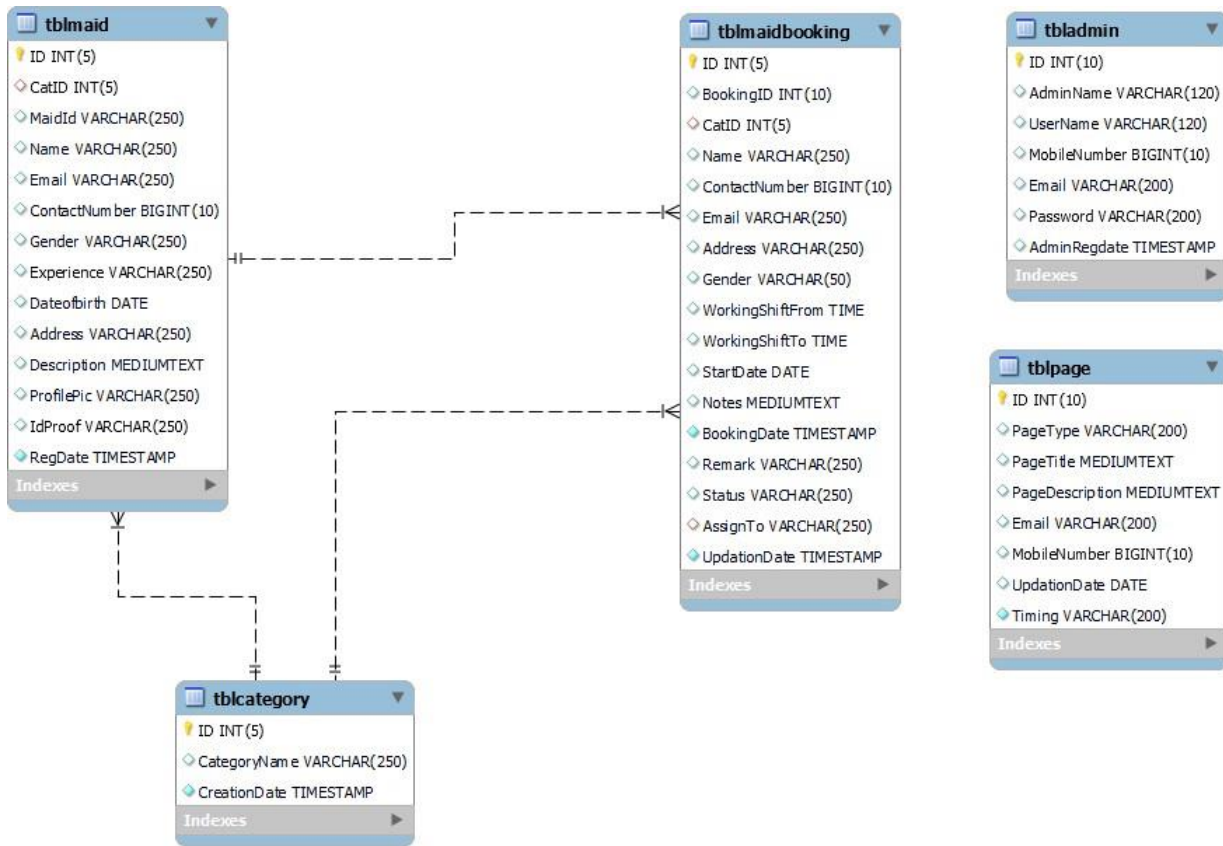 tblmaid
ID INT(5)
CatID INT(5)
MaidId VARCHAR(250)
Name VARCHAR(250)
Email VARCHAR(250)
ContactNumber BIGINT(10)
Gender VARCHAR(250)
Experience VARCHAR(250)
Dateofbirth DATE
Address VARCHAR(250)
Description MEDIUMTEXT
ProfilePic VARCHAR(250)
IdProof VARCHAR(250)
RegDate TIMESTAMP
Indexes
tblmaidbooking
ID INT(5)
BookingID INT(10)
CatID INT(5)
Name VARCHAR(250)
ContactNumber BIGINT(10)
Email VARCHAR(250)
Address VARCHAR(250)
Gender VARCHAR(50)
WorkingShiftFrom TIME
WorkingShiftTo TIME
StartDate DATE
Notes MEDIUMTEXT
BookingDate TIMESTAMP
Remark VARCHAR(250)
Status VARCHAR(250)
AssignTo VARCHAR(250)
UpdationDate TIMESTAMP
Indexes
tbladmin
ID INT(10)
AdminName VARCHAR(120)
UserName VARCHAR(120)
MobileNumber BIGINT(10)
Email VARCHAR(200)
Password VARCHAR(200)
AdminRegdate TIMESTAMP
Indexes
tblpage
ID INT(10)
PageType VARCHAR(200)
PageTitle MEDIUMTEXT
PageDescription MEDIUMTEXT
Email VARCHAR(200)
MobileNumber BIGINT(10)
UpdationDate DATE
Timing VARCHAR(200)
Indexes
tblcategory
ID INT(5)
CategoryName VARCHAR(250)
CreationDate TIMESTAMP
Indexes